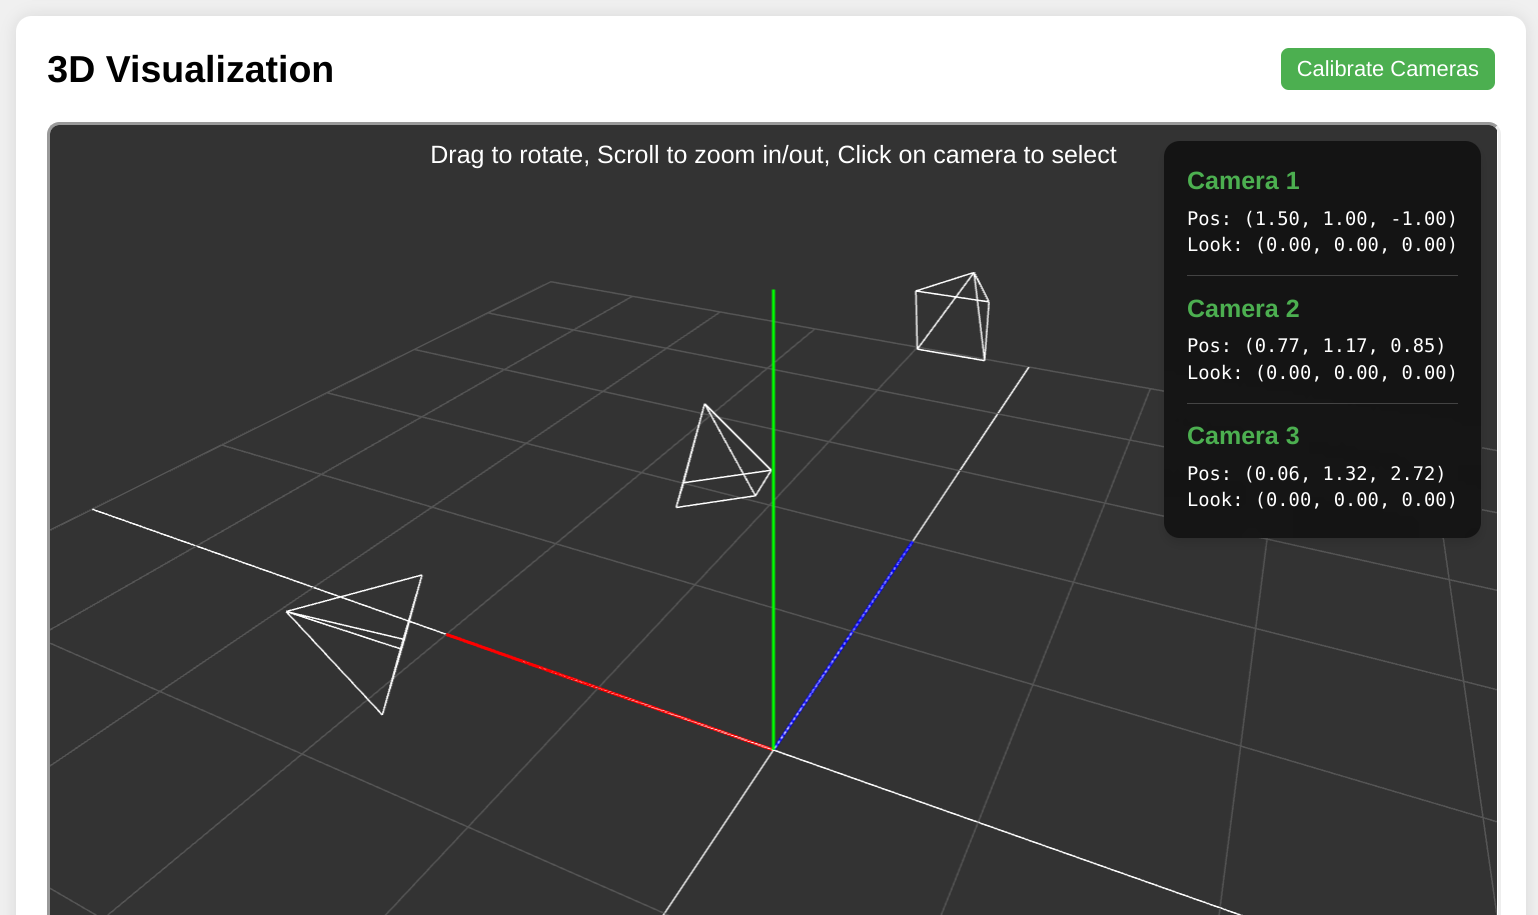 3D Visualization
Calibrate Cameras
Drag to rotate, Scroll to zoom in/out, Click on camera to select
Camera 1
Pos: (1.50, 1.00, -1.00)
Look: (0.00, 0.00, 0.00)
Camera 2
Pos: (0.77, 1.17, 0.85)
Look: (0.00, 0.00, 0.00)
Camera 3
Pos: (0.06, 1.32, 2.72)
Look: (0.00, 0.00, 0.00)